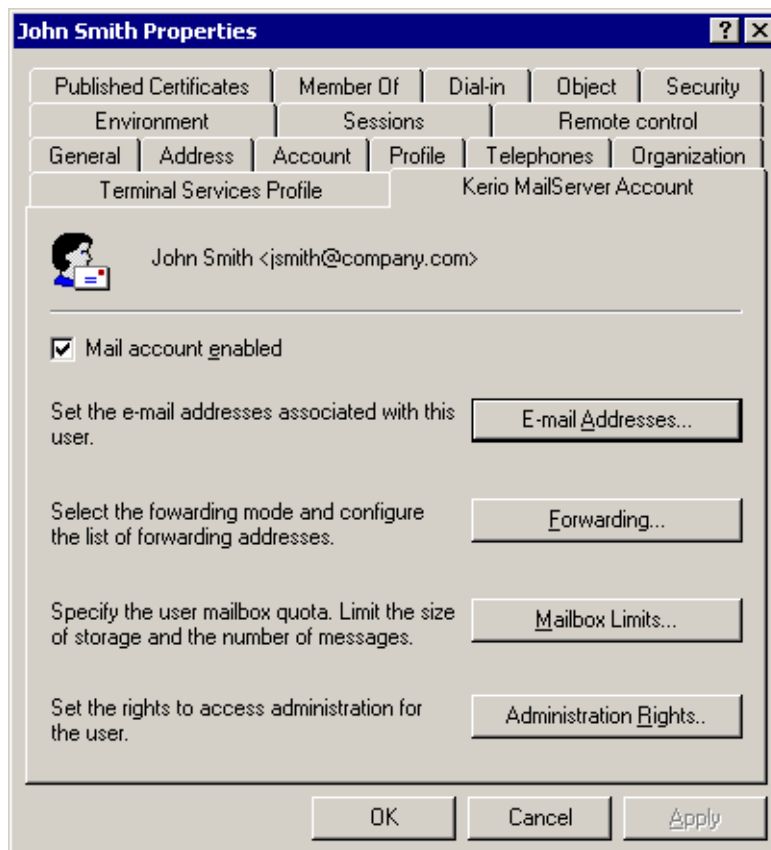 John Smith Properties
Published Certificates Member Of Dial-in Object Security
Environment Sessions Remote control
General Address Account Profile Telephones Organization
Terminal Services Profile Kerio MailServer Account
John Smith <jsmith@company.com>
Mail account enabled
Set the e-mail addresses associated with this
user.
E-mail Addresses...
Select the fowarding mode and configure
the list of forwarding addresses.
Forwarding...
Specify the user mailbox quota. Limit the size
of storage and the number of messages.
Mailbox Limits...
Set the rights to access administration for
the user.
Administration Rights..
OK Cancel Apply